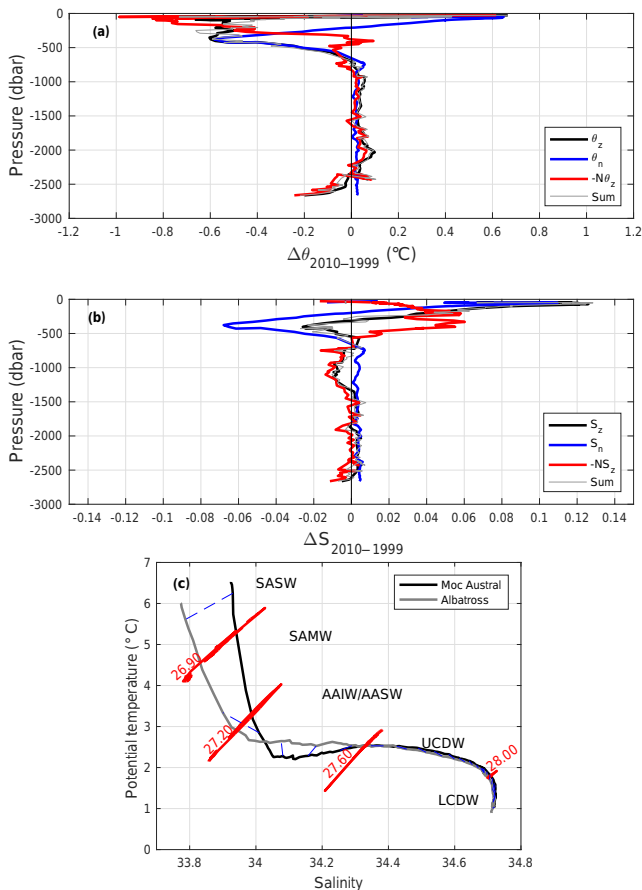 (a)
Pressure (dbar)
0
-500
-1000
-1500
-2000
-2500
-3000
θz
θn
-Nθz
Sum
-1.2 -1 -0.8 -0.6 -0.4 -0.2 0 0.2 0.4 0.6 0.8 1 1.2
Δθ2010–1999 (°C)
(b)
Pressure (dbar)
0
-500
-1000
-1500
-2000
-2500
-3000
Sz
Sn
-NSz
Sum
-0.14 -0.12 -0.1 -0.08 -0.06 -0.04 -0.02 0 0.02 0.04 0.06 0.08 0.1 0.12 0.14
ΔS2010–1999
(c)
Potential temperature (° C)
7
6
5
4
3
2
1
0
SASW
Moc Austral
Albatross
SAMW
26.90
AAIW/AASW
27.20
UCDW
27.60
28.00
LCDW
33.8 34 34.2 34.4 34.6 34.8
Salinity